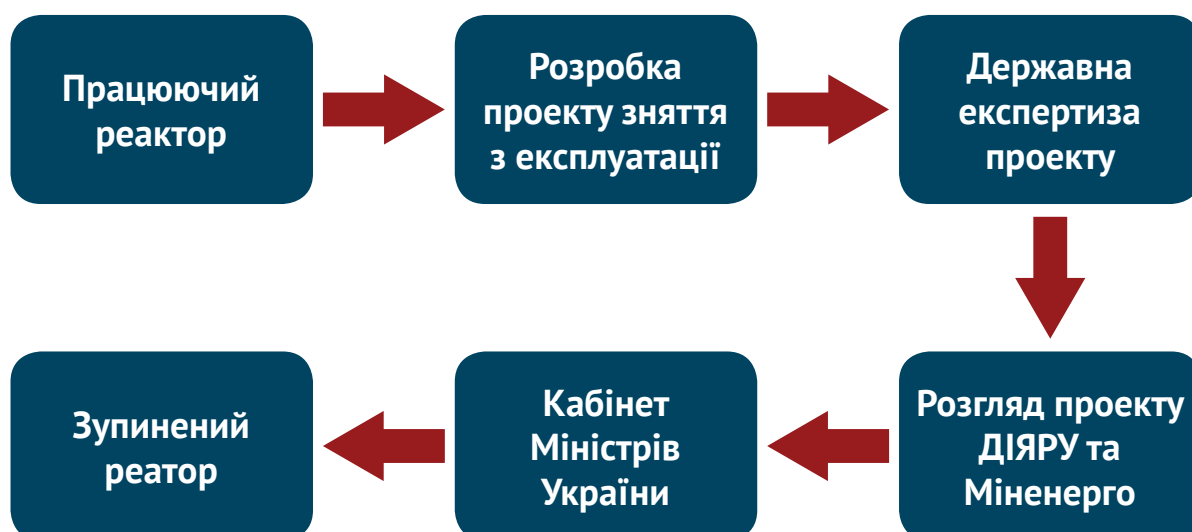 Працюючий
реактор
Розробка
проекту зняття
з експлуатації
Державна
експертиза
проекту
Розгляд проекту
ДІЯРУ та
Міненерго
Кабінет
Міністрів
України
Зупинений
реатор